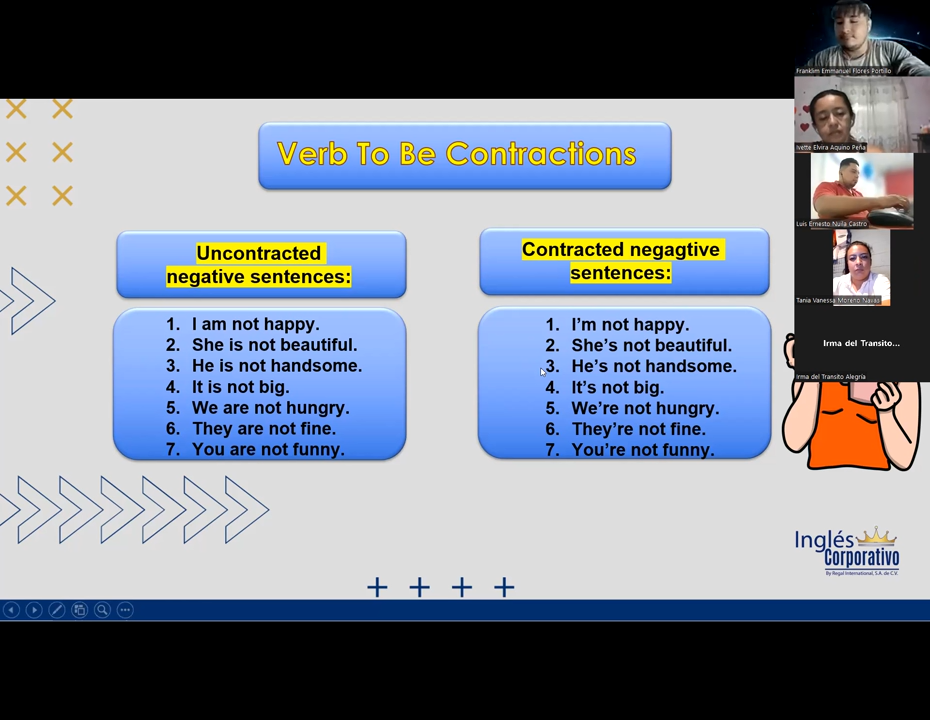 Verb To Be Contractions
Uncontracted
negative sentences:
1. I am not happy.
2. She is not beautiful.
3. He is not handsome.
4. It is not big.
5. We are not hungry.
6. They are not fine.
7. You are not funny.
Contracted negagtive
sentences:
1. I’m not happy.
2. She’s not beautiful.
3. He’s not handsome.
4. It’s not big.
5. We’re not hungry.
6. They’re not fine.
7. You’re not funny.
Franklim Emmanuel Flores Portillo
Ivette Elvira Aquino Peña
Luis Ernesto Nuila Castro
Tania Vanessa Moreno Navas
Irma del Transito...
Irma del Transito Alegría
Inglés
Corporativo
By Regal International, S.A. de C.V.